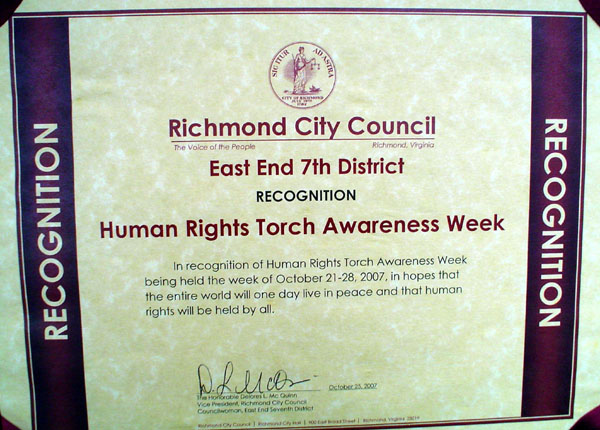 SIC ITUR AD ASTRA
CITY OF RICHMOND
Richmond City Council
The Voice of the People Richmond, Virginia
East End 7th District
RECOGNITION
Human Rights Torch Awareness Week
In recognition of Human Rights Torch Awareness Week
being held the week of October 21-28, 2007, in hopes that
the entire world will one day live in peace and that human
rights will be held by all.
October 25, 2007
The Honorable Delores L. Mc Quinn
Vice President, Richmond City Council
Councilwoman, East End Seventh District
Richmond City Council | Richmond City Hall | 900 East Broad Street | Richmond, Virginia 23219
RECOGNITION
RECOGNITION